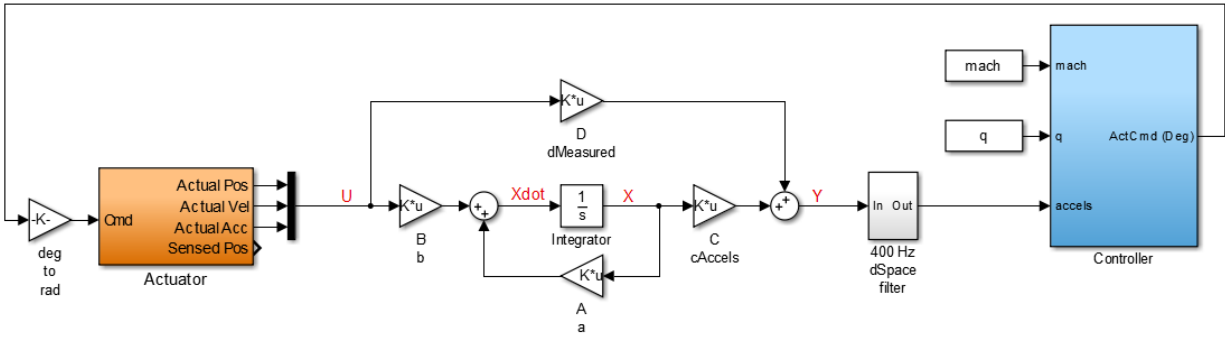 mach
mach
q
q
ActCmd (Deg)
accels
Controller
K*u
D
dMeasured
-K-
deg
to
rad
Cmd
Actual Pos
Actual Vel
Actual Acc
Sensed Pos
Actuator
U
K*u
B
b
++
Xdot
1
s
Integrator
X
K*u
C
cAccels
K*u
A
a
++
Y
In Out
400 Hz
dSpace
filter